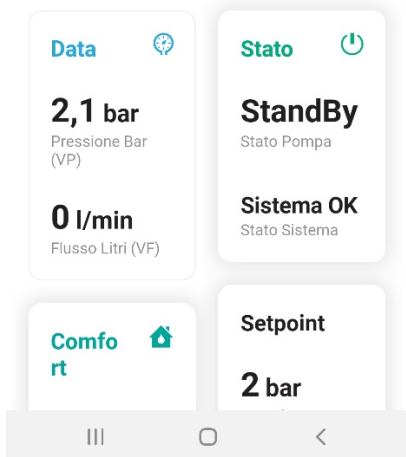 Data
2,1 bar
Pressione Bar
(VP)
0 l/min
Flusso Litri (VF)
Stato
StandBy
Stato Pompa
Sistema OK
Stato Sistema
Comfo
rt
Setpoint
2 bar